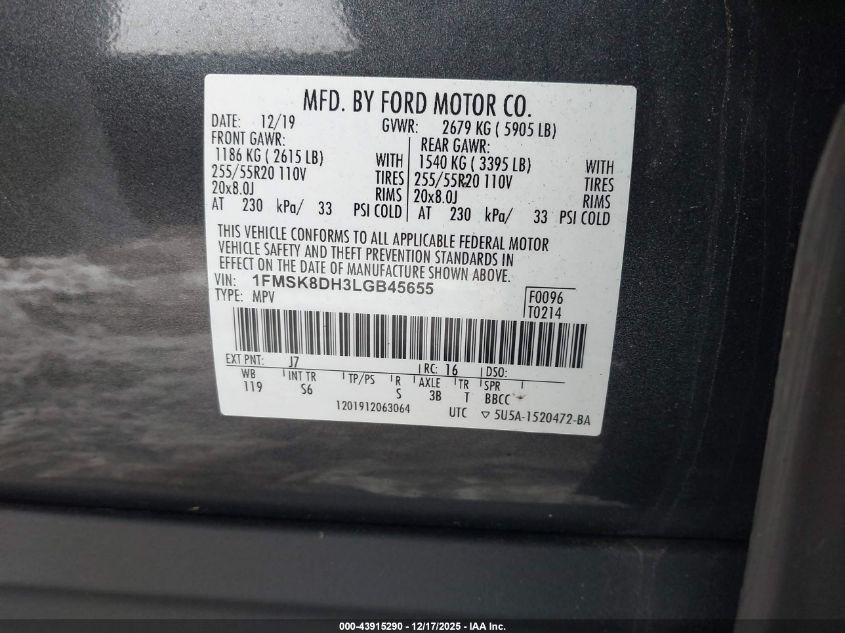 MFD. BY FORD MOTOR CO.
DATE: 12/19 GVWR: 2679 KG ( 5905 LB)
FRONT GAWR: REAR GAWR:
1186 KG ( 2615 LB) WITH 1540 KG ( 3395 LB) WITH
255/55R20 110V TIRES 255/55R20 110V TIRES
20x8.0J RIMS 20x8.0J RIMS
AT 230 kPa/ 33 PSI COLD AT 230 kPa/ 33 PSI COLD
THIS VEHICLE CONFORMS TO ALL APPLICABLE FEDERAL MOTOR
VEHICLE SAFETY AND THEFT PREVENTION STANDARDS IN
EFFECT ON THE DATE OF MANUFACTURE SHOWN ABOVE.
VIN: 1FMSK8DH3LGB45655
TYPE: MPV F0096
T0214
EXT PNT: J7 RC: 16 DSO:
WB INT TR TP/PS R AXLE TR SPR
119 S6 S 3B T BBCC
1201912063064 UTC ▽ 5U5A-1520472-BA
000-43915290 - 12/17/2025 - IAA Inc.